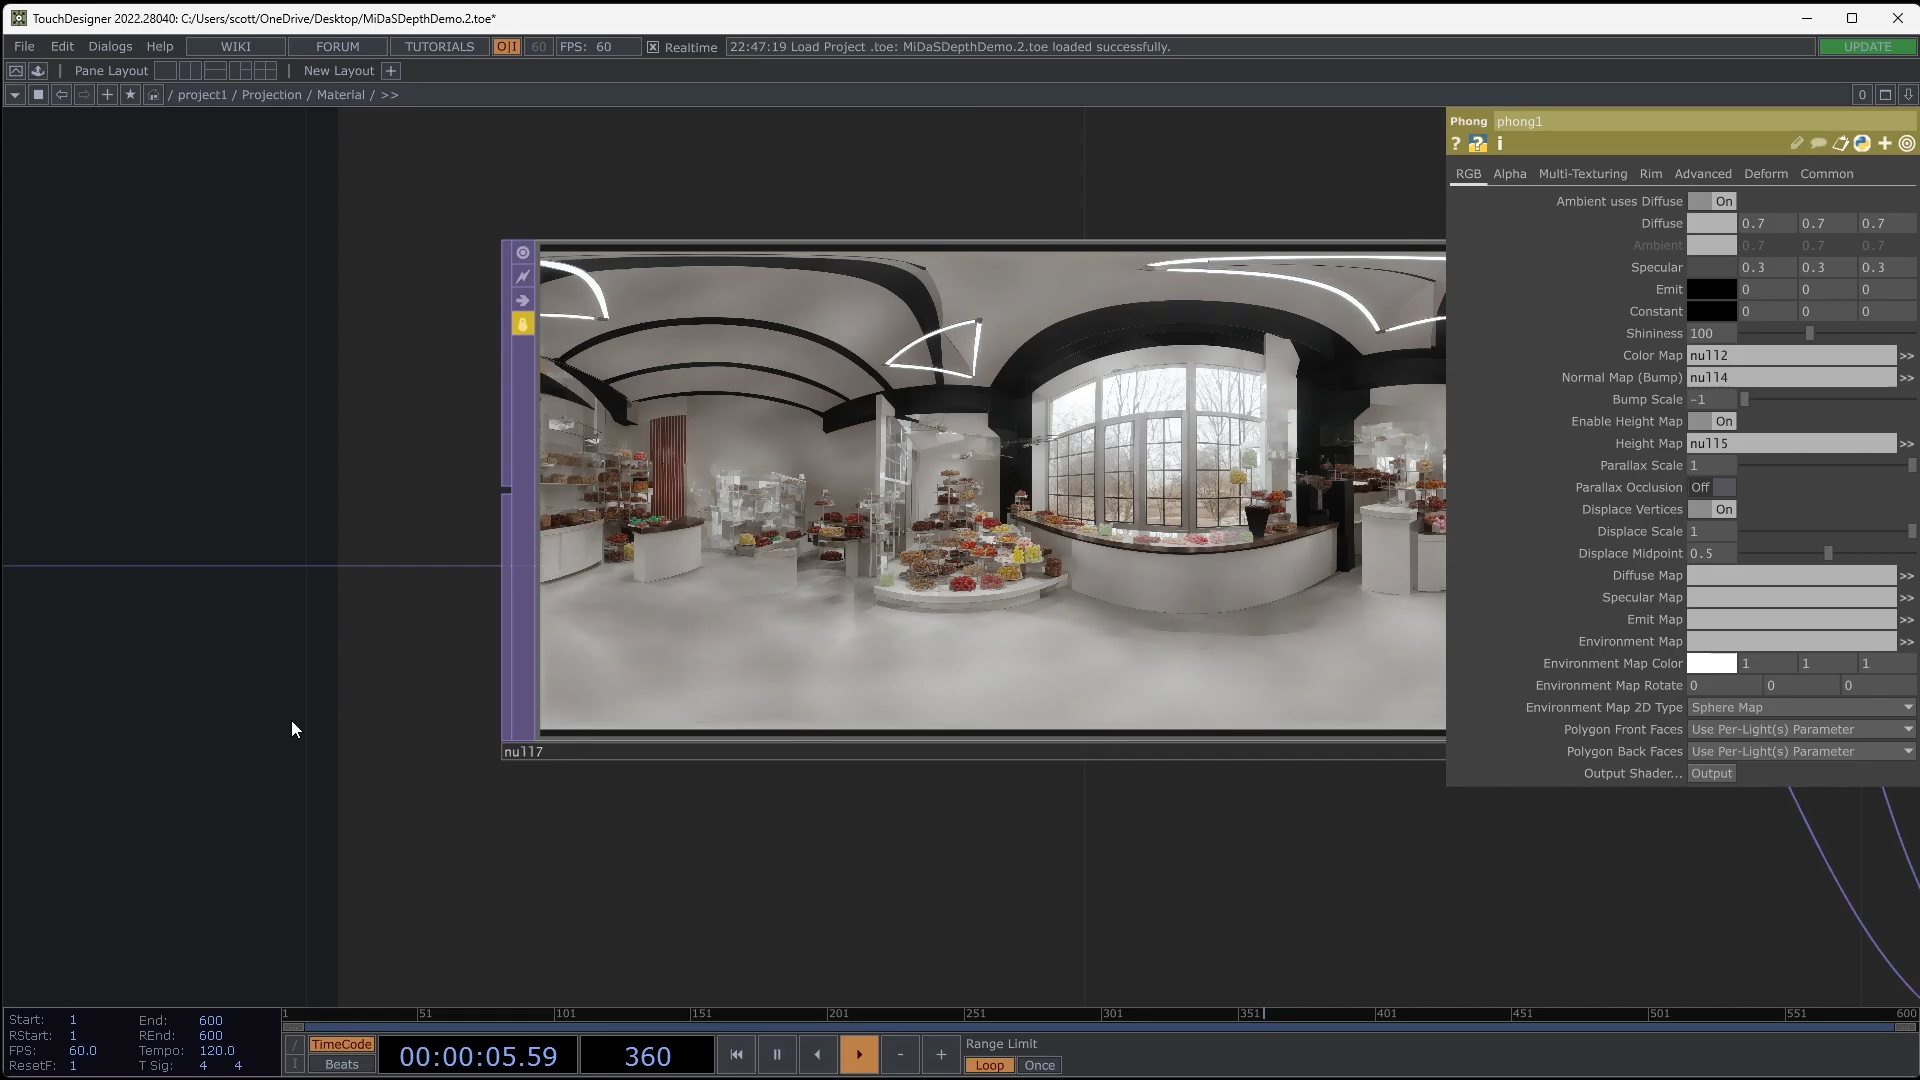 TouchDesigner 2022.28040: C:/Users/scott/OneDrive/Desktop/MiDaSDepthDemo.2.toe*
File Edit Dialogs Help WIKI FORUM TUTORIALS O|I 60 FPS: 60 Realtime 22:47:19 Load Project .toe: MiDaSDepthDemo.2.toe loaded successfully. UPDATE
Pane Layout New Layout +
/ project1 / Projection / Material / >> 0
Phong phong1
? ? i
RGB Alpha Multi-Texturing Rim Advanced Deform Common
Ambient uses Diffuse On
Diffuse 0.7 0.7 0.7
Ambient 0.7 0.7 0.7
Specular 0.3 0.3 0.3
Emit 0 0 0
Constant 0 0 0
Shininess 100
Color Map null2 >>
Normal Map (Bump) null4 >>
Bump Scale -1
Enable Height Map On
Height Map null5 >>
Parallax Scale 1
Parallax Occlusion Off
Displace Vertices On
Displace Scale 1
Displace Midpoint 0.5
Diffuse Map >>
Specular Map >>
Emit Map >>
Environment Map >>
Environment Map Color 1 1 1
Environment Map Rotate 0 0 0
Environment Map 2D Type Sphere Map
Polygon Front Faces Use Per-Light(s) Parameter
Polygon Back Faces Use Per-Light(s) Parameter
Output Shader... Output
null7
1 51 101 151 201 251 301 351 401 451 501 551 600
Start: 1 End: 600
RStart: 1 REnd: 600
FPS: 60.0 Tempo: 120.0
ResetF: 1 T Sig: 4 4
/ TimeCode
I Beats
00:00:05.59 360 - +
Range Limit
Loop Once